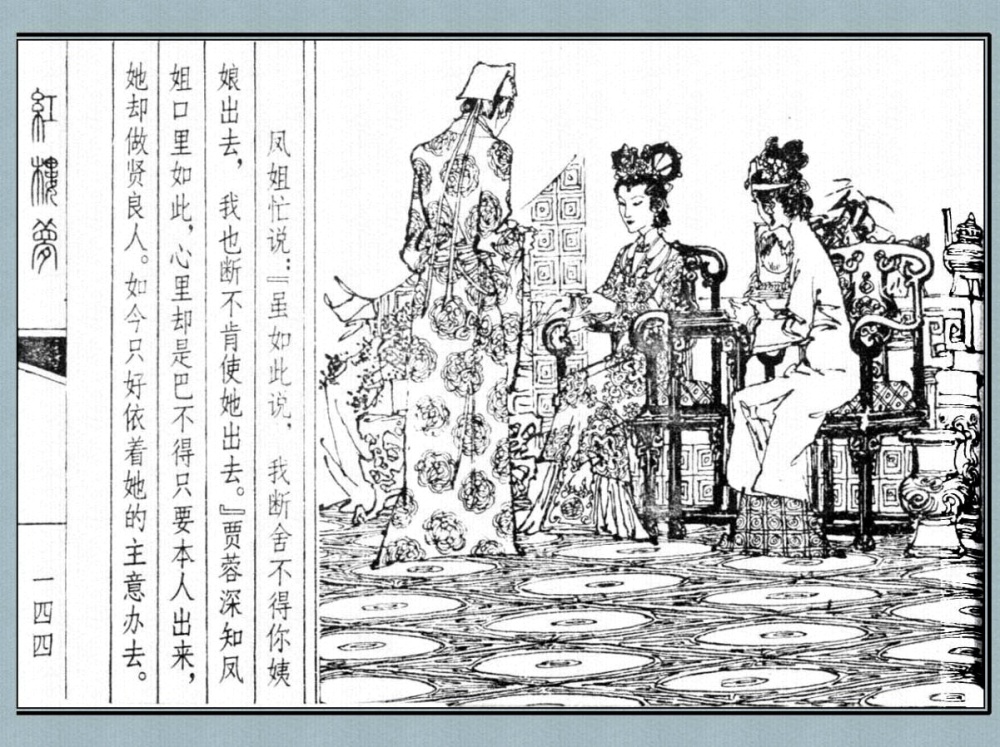 凤姐忙说：『虽如此说，我断舍不得你姨
娘出去，我也断不肯使她出去。』贾蓉深知凤
姐口里如此，心里却是巴不得只要本人出来，
她却做贤良人。如今只好依着她的主意办去。
紅樓夢
一四四